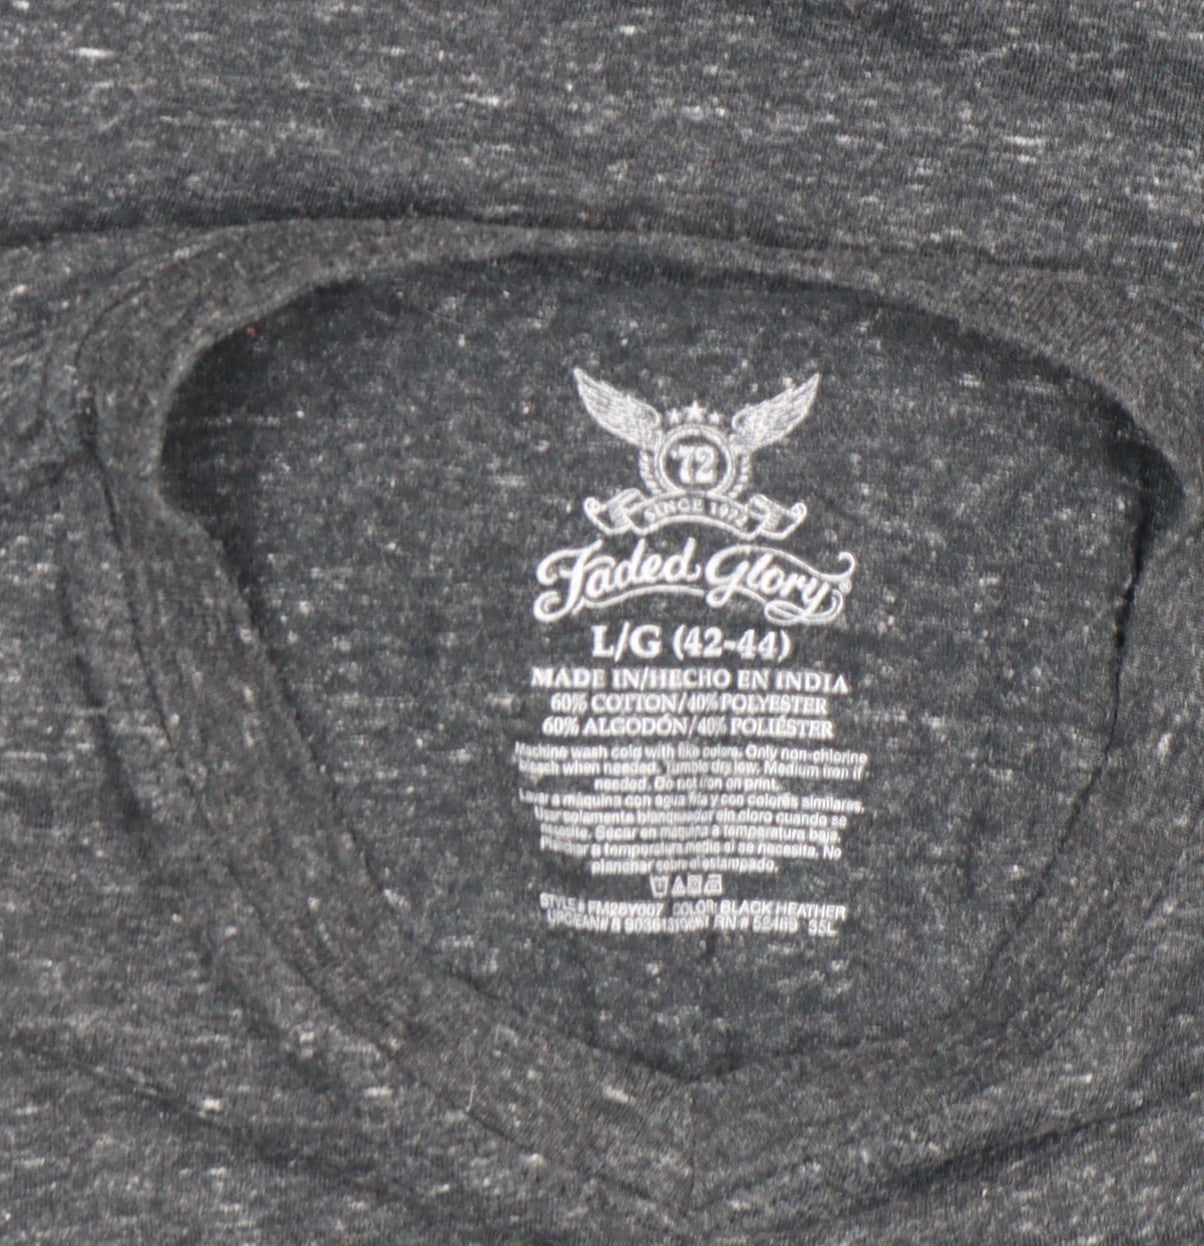 72
SINCE 1972
Faded Glory®
L/G (42-44)
MADE IN/HECHO EN INDIA
60% COTTON/40% POLYESTER
60% ALGODÓN/40% POLIÉSTER
Machine wash cold with like colors. Only non-chlorine
bleach when needed. Tumble dry low. Medium iron if
needed. Do not iron on print.
Lavar a máquina con agua fría y con colores similares.
Usar solamente blanqueador sin cloro cuando se
necesite. Secar en máquina a temperatura baja.
Planchar a temperatura media si se necesita. No
planchar sobre el estampado.
STYLE # FM2BY007 COLOR: BLACK HEATHER
UPC/EAN# RN # 52469 35L